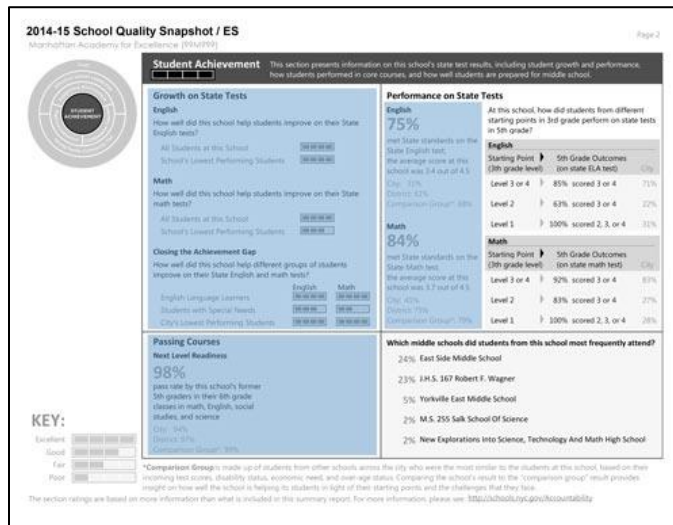 2014-15 School Quality Snapshot / ES
Page 2
Manhattan Academy for Excellence (99M999)
STUDENT
ACHIEVEMENT
Student Achievement
This section presents information on this school's state test results, including student growth and performance,
how students performed in core courses, and how well students are prepared for middle school.
Growth on State Tests
English
How well did this school help students improve on their State
English tests?
All Students at this School
School's Lowest Performing Students
Math
How well did this school help students improve on their State
math tests?
All Students at this School
School's Lowest Performing Students
Closing the Achievement Gap
How well did this school help different groups of students
improve on their State English and math tests?
English Math
English Language Learners
Students with Special Needs
City's Lowest Performing Students
Performance on State Tests
English
75%
met State standards on the
State English test;
the average score at this
school was 3.4 out of 4.5
City:
District:
Comparison Group*: 68%
Math
84%
met State standards on the
State Math test;
the average score at this
school was 3.7 out of 4.5
City:
District:
Comparison Group*: 79%
At this school, how did students from different
starting points in 3rd grade perform on state tests
in 5th grade?
English
Starting Point 5th Grade Outcomes
(3th grade level) (on state ELA test) City
Level 3 or 4 85% scored 3 or 4 71%
Level 2 63% scored 3 or 4 22%
Level 1 100% scored 2, 3, or 4 31%
Math
Starting Point 5th Grade Outcomes
(3th grade level) (on state math test) City
Level 3 or 4 92% scored 3 or 4
Level 2 83% scored 3 or 4 27%
Level 1 100% scored 2, 3, or 4
Passing Courses
Next Level Readiness
98%
pass rate by this school's former
5th graders in their 6th grade
classes in math, English, social
studies, and science
City:
District:
Comparison Group*:
Which middle schools did students from this school most frequently attend?
24% East Side Middle School
23% J.H.S. 167 Robert F. Wagner
5% Yorkville East Middle School
2% M.S. 255 Salk School Of Science
2% New Explorations Into Science, Technology And Math High School
KEY:
Excellent
Good
Fair
Poor
*Comparison Group is made up of students from other schools across the city who were the most similar to the students at this school, based on their
incoming test scores, disability status, economic need, and over-age status. Comparing the school's result to the "comparison group" result provides
insight on how well the school is helping its students in light of their starting points and the challenges that they face.
The section ratings are based on more information than what is included in this summary report. For more information, please see: http://schools.nyc.gov/Accountability